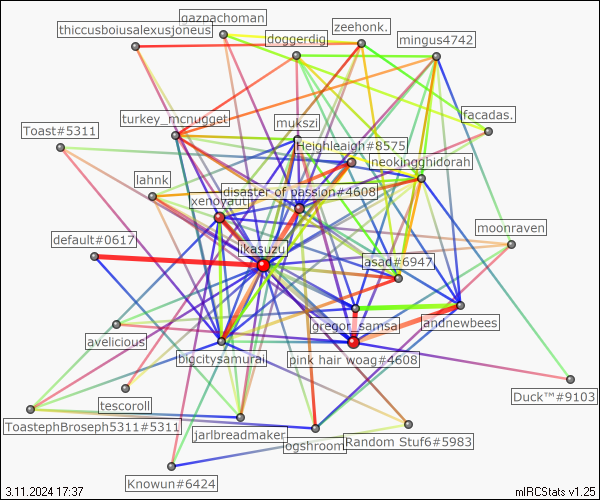 gazpachoman
zeehonk.
thiccusboiusalexusjoneus
doggerdig
mingus4742
facadas.
turkey_mcnugget
mukszi
Toast#5311
Heighleaigh#8575
neokingghidorah
lahnk
disaster of passion#4608
xenoyauti
moonraven
default#0617
ikasuzu
asad#6947
gregor_samsa
andnewbees
avelicious
bigcitysamurai
pink hair woag#4608
Duck™#9103
tescoroll
ToastephBroseph5311#5311
jarlbreadmaker
ogshroom
Random Stuf6#5983
Knowun#6424
3.11.2024 17:37
mIRCStats v1.25